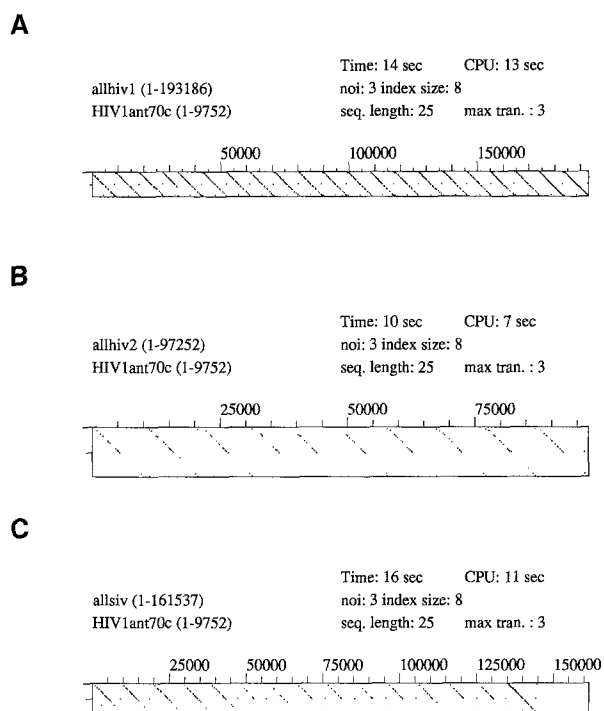 A
Time: 14 sec CPU: 13 sec
allhiv1 (1-193186) noi: 3 index size: 8
HIV1ant70c (1-9752) seq. length: 25 max tran. : 3
50000 100000 150000
B
Time: 10 sec CPU: 7 sec
allhiv2 (1-97252) noi: 3 index size: 8
HIV1ant70c (1-9752) seq. length: 25 max tran. : 3
25000 50000 75000
C
Time: 16 sec CPU: 11 sec
allsiv (1-161537) noi: 3 index size: 8
HIV1ant70c (1-9752) seq. length: 25 max tran. : 3
25000 50000 75000 100000 125000 150000